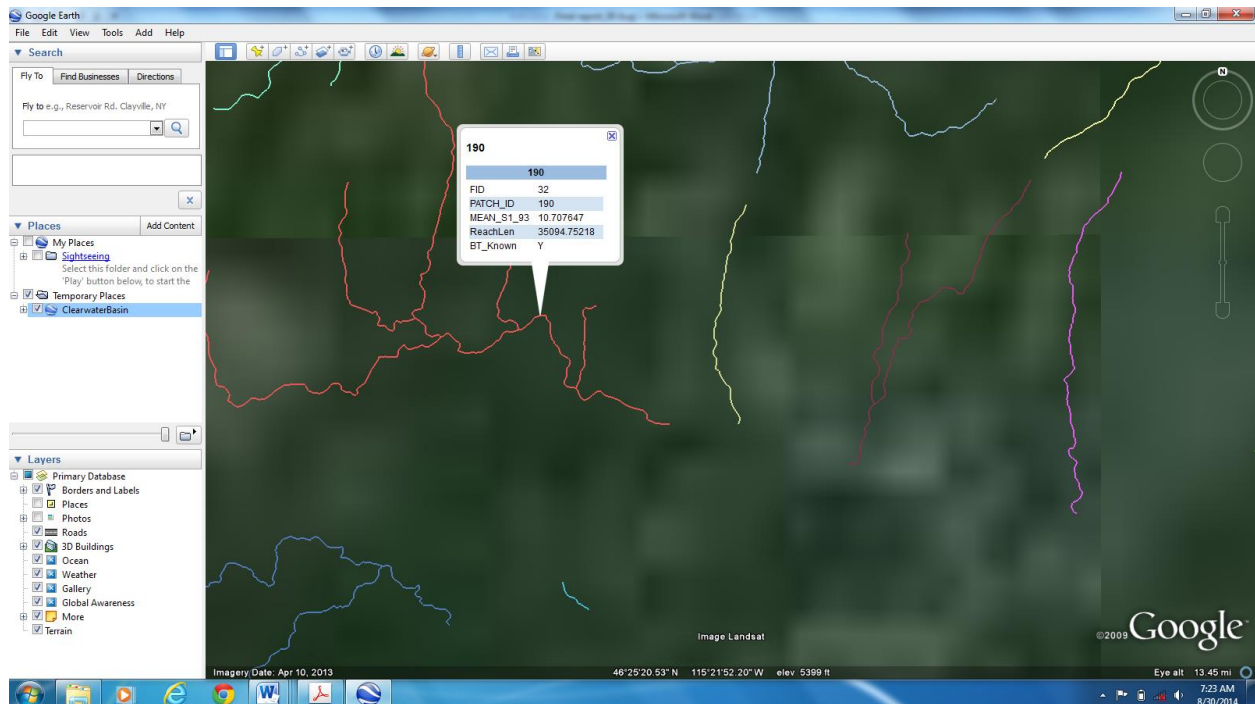 Google Earth
File Edit View Tools Add Help
▼ Search
Fly To Find Businesses Directions
Fly to e.g., Reservoir Rd. Clayville, NY
▼ Places Add Content
My Places
Sightseeing
Select this folder and click on the
'Play' button below, to start the
Temporary Places
ClearwaterBasin
▼ Layers
Primary Database
Borders and Labels
Places
Photos
Roads
3D Buildings
Ocean
Weather
Gallery
Global Awareness
More
Terrain
190
190
FID 32
PATCH_ID 190
MEAN_S1_93 10.707647
ReachLen 35094.75218
BT_Known Y
N
Image Landsat
©2009 Google
Imagery Date: Apr 10, 2013 46°25'20.53" N 115°21'52.20" W elev 5399 ft Eye alt 13.45 mi
7:23 AM
8/30/2014